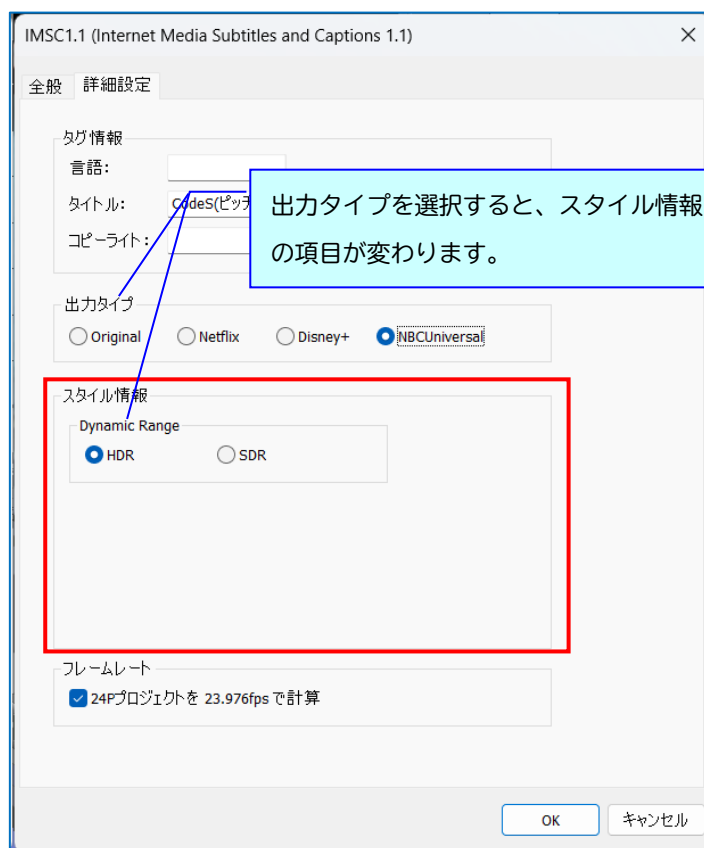 IMSC1.1 (Internet Media Subtitles and Captions 1.1)
全般 詳細設定
タグ情報
言語:
タイトル: CodeS(ピッチ
コピーライト:
出力タイプを選択すると、スタイル情報
の項目が変わります。
出力タイプ
Original Netflix Disney+ NBCUniversal
スタイル情報
Dynamic Range
HDR SDR
フレームレート
24Pプロジェクトを 23.976fps で計算
OK キャンセル